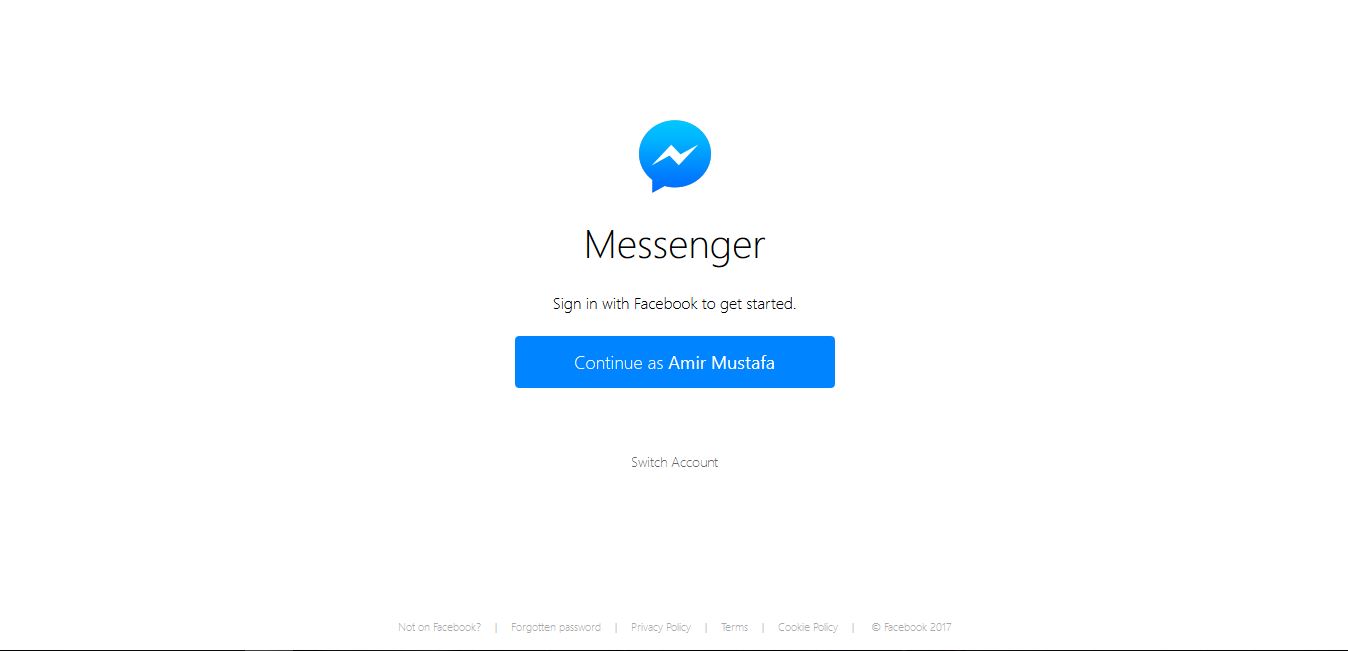 Messenger
Sign in with Facebook to get started.
Continue as Amir Mustafa
Switch Account
Not on Facebook? | Forgotten password | Privacy Policy | Terms | Cookie Policy | © Facebook 2017